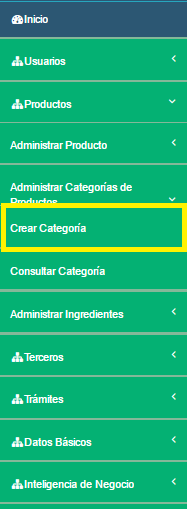 Inicio
Usuarios
Productos
Administrar Producto
Administrar Categorías de
Productos
Crear Categoría
Consultar Categoría
Administrar Ingredientes
Terceros
Trámites
Datos Básicos
Inteligencia de Negocio